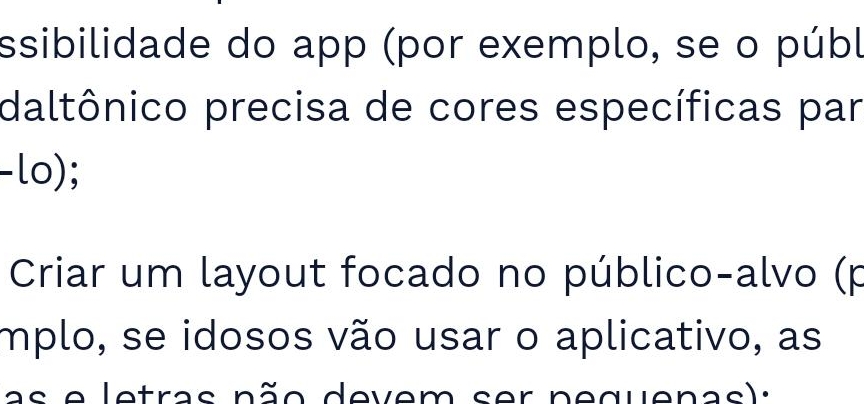 ssibilidade do app (por exemplo, se o públ
daltônico precisa de cores específicas par
-lo);
Criar um layout focado no público-alvo (p
mplo, se idosos vão usar o aplicativo, as
as e letras não devem ser pequenas);